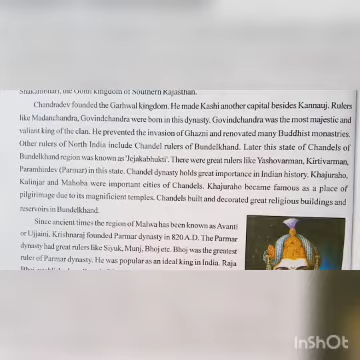 Shakambhari, the Guhil kingdom of Southern Rajasthan.
Chandradev founded the Garhwal kingdom. He made Kashi another capital besides Kannauj. Rulers
like Madanchandra, Govindchandra were born in this dynasty. Govindchandra was the most majestic and
valiant king of the clan. He prevented the invasion of Ghazni and renovated many Buddhist monastries.
Other rulers of North India include Chandel rulers of Bundelkhand. Later this state of Chandels of
Bundelkhand region was known as 'Jejakabhukti'. There were great rulers like Yashovarman, Kirtivarman,
Paramhidev (Parmar) in this state. Chandel dynasty holds great importance in Indian history. Khajuraho,
Kalinjar and Mahoba were important cities of Chandels. Khajuraho became famous as a place of
pilgrimage due to its magnificent temples. Chandels built and decorated great religious buildings and
reservoirs in Bundelkhand.
Since ancient times the region of Malwa has been known as Avanti
or Ujjaini. Krishnaraj founded Parmar dynasty in 820 A.D. The Parmar
dynasty had great rulers like Siyuk, Munj, Bhoj etc. Bhoj was the greatest
ruler of Parmar dynasty. He was popular as an ideal king in India. Raja
Bhoj
InShOt